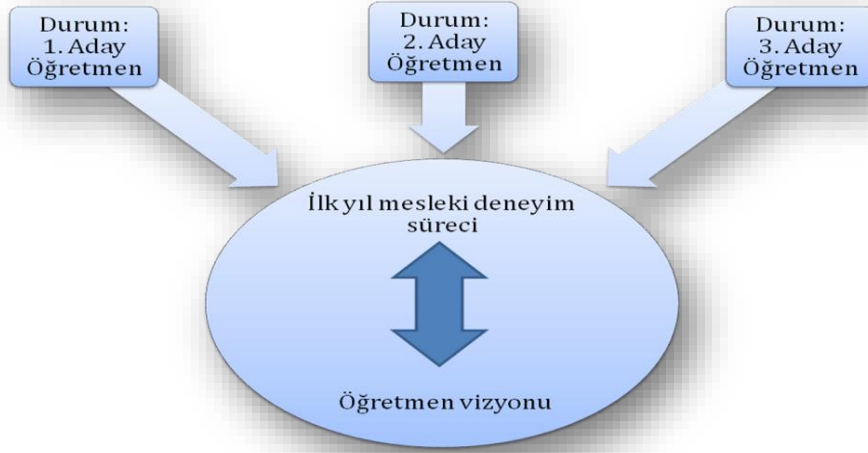 Durum:
1. Aday
Öğretmen
Durum:
2. Aday
Öğretmen
Durum:
3. Aday
Öğretmen
İlk yıl mesleki deneyim
süreci
Öğretmen vizyonu